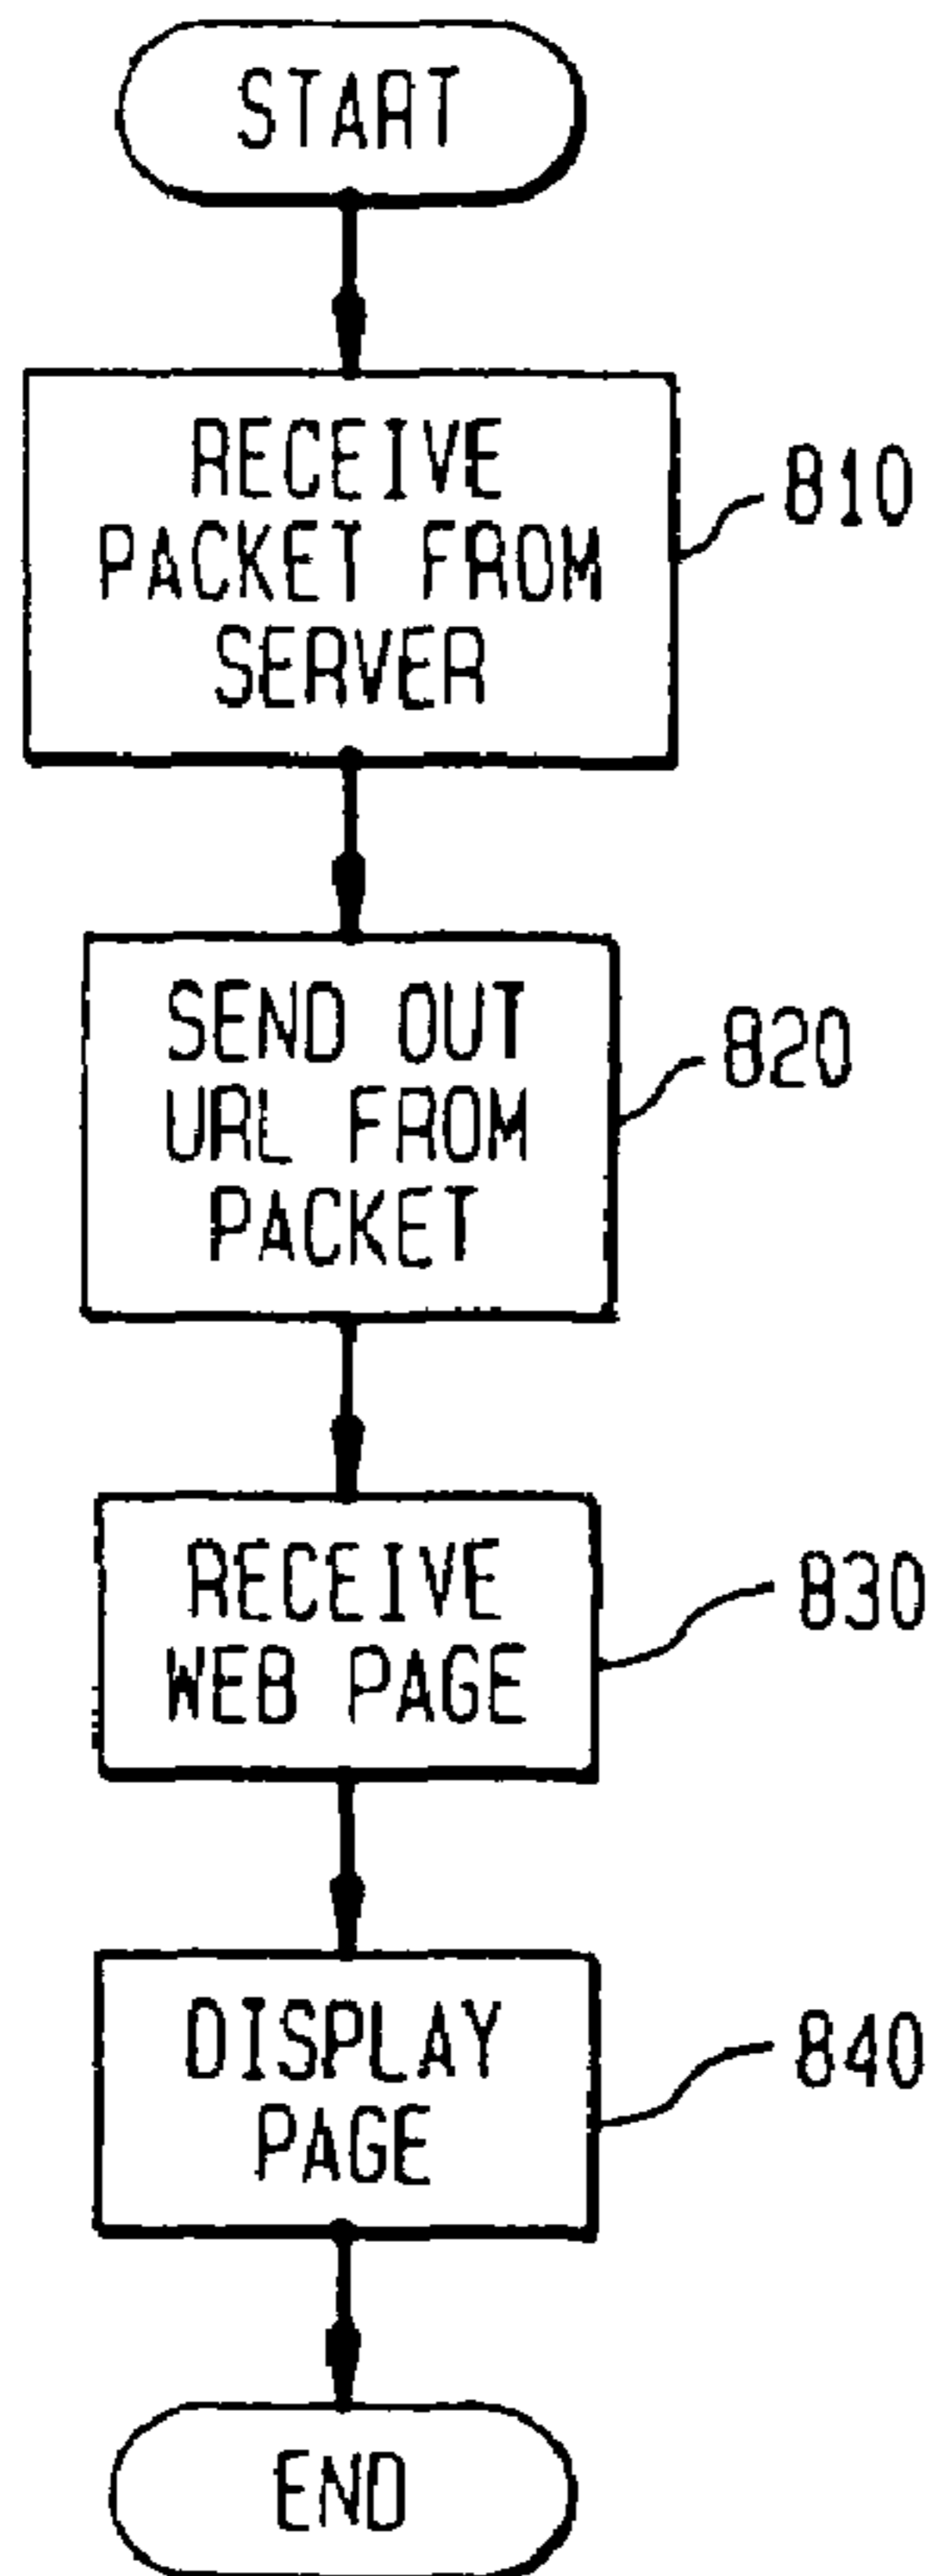 START
RECEIVE
PACKET FROM
SERVER
810
SEND OUT
URL FROM
PACKET
820
RECEIVE
WEB PAGE
830
DISPLAY
PAGE
840
END